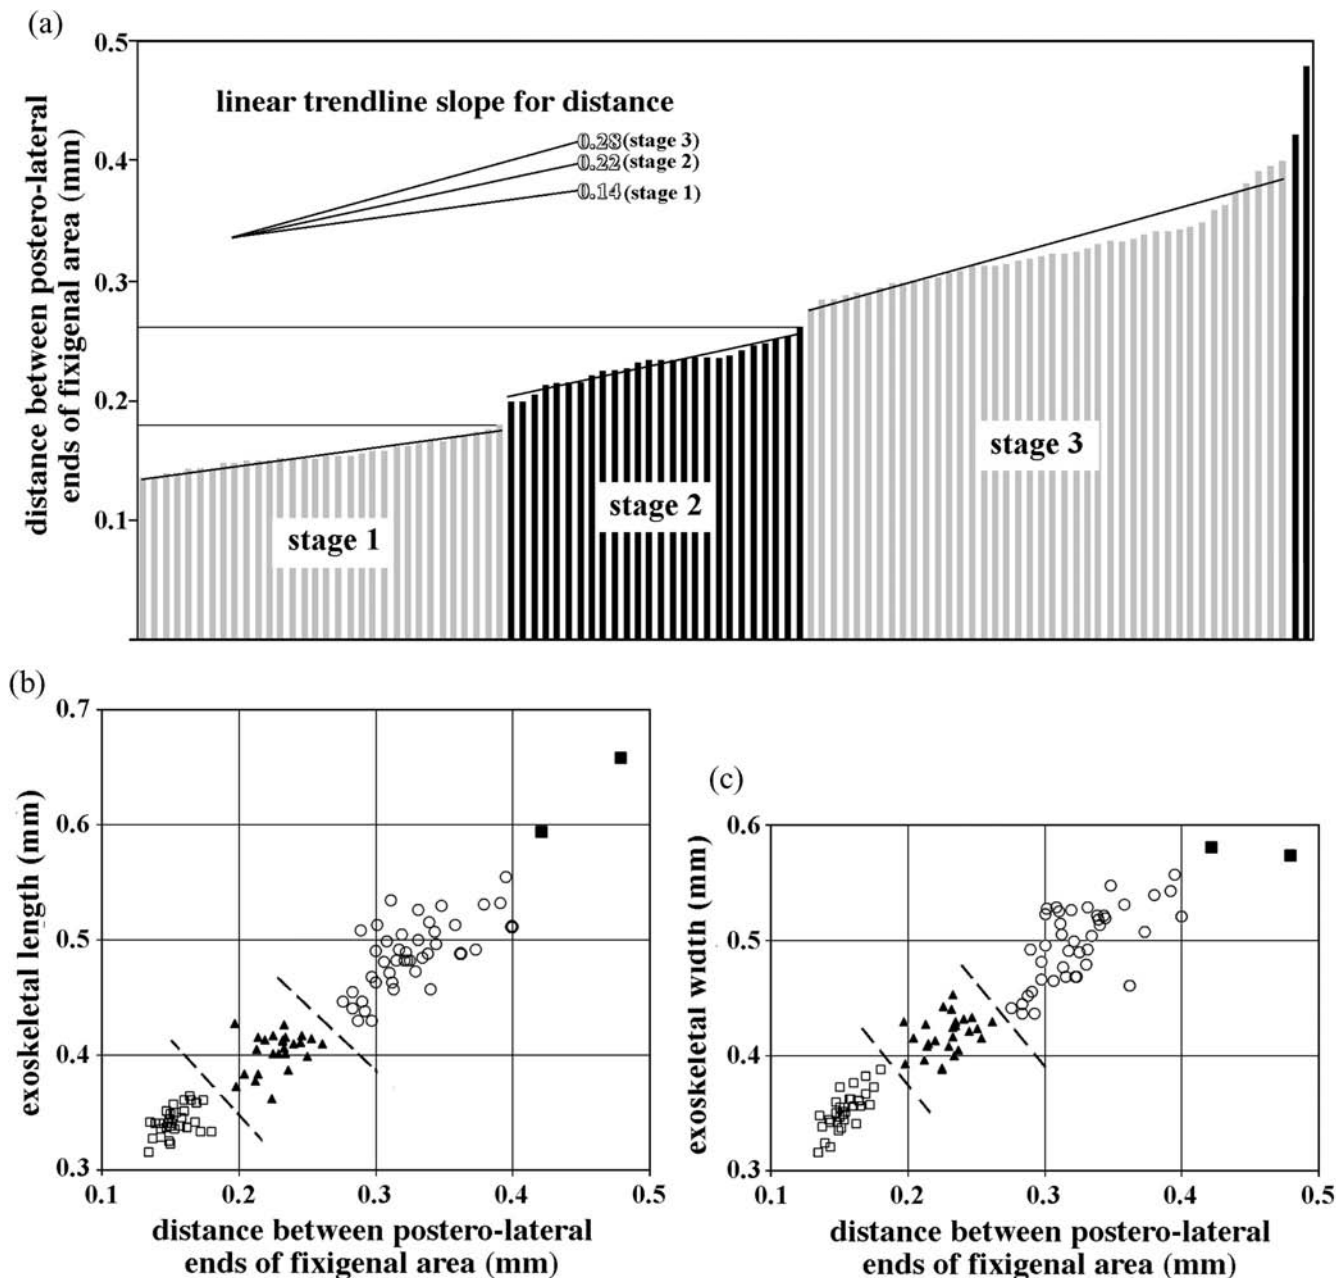 (a)
0.5
0.4
0.3
0.2
0.1
distance between postero-lateral
ends of fixigenal area (mm)
linear trendline slope for distance
0.28 (stage 3)
0.22 (stage 2)
0.14 (stage 1)
stage 1
stage 2
stage 3
(b)
0.7
0.6
0.5
0.4
0.3
exoskeletal length (mm)
0.1 0.2 0.3 0.4 0.5
distance between postero-lateral
ends of fixigenal area (mm)
(c)
0.6
0.5
0.4
0.3
exoskeletal width (mm)
0.1 0.2 0.3 0.4 0.5
distance between postero-lateral
ends of fixigenal area (mm)